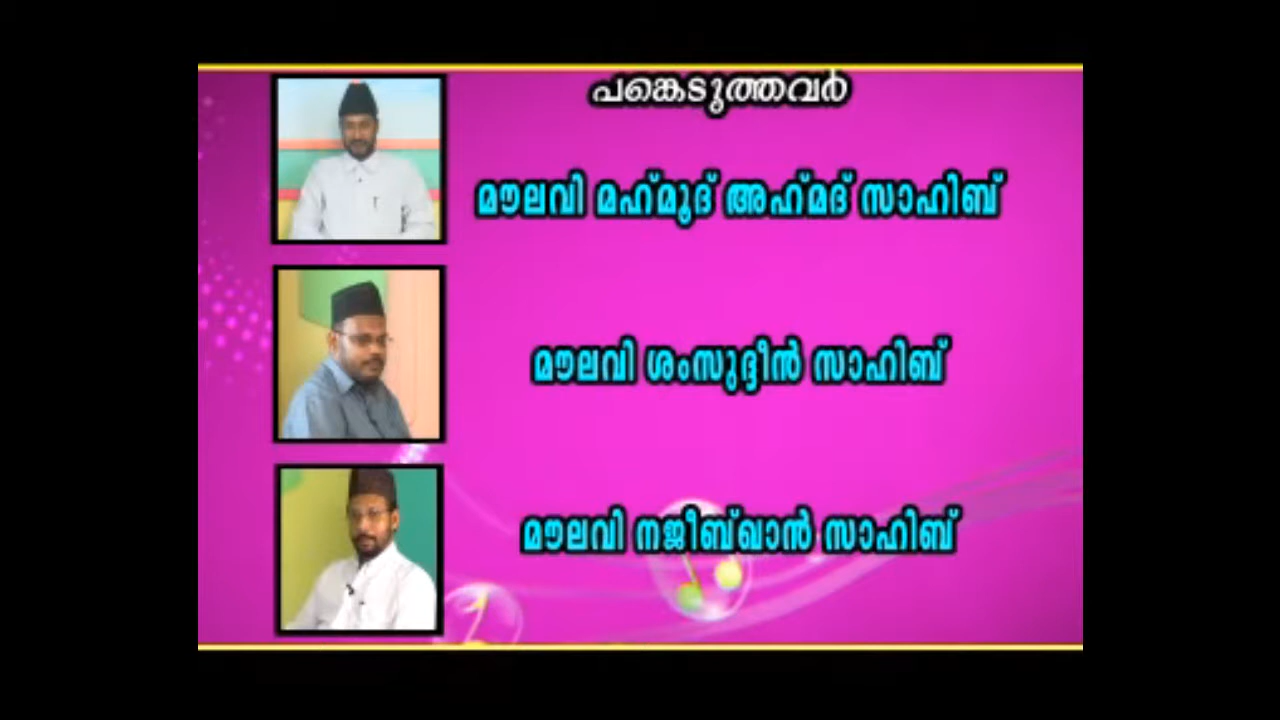 പങ്കെടുത്തവർ
മൗലവി മഹ്‌മൂദ് അഹ്‌മദ് സാഹിബ്
മൗലവി ശംസുദ്ദീൻ സാഹിബ്
മൗലവി നജീബ്ഖാൻ സാഹിബ്